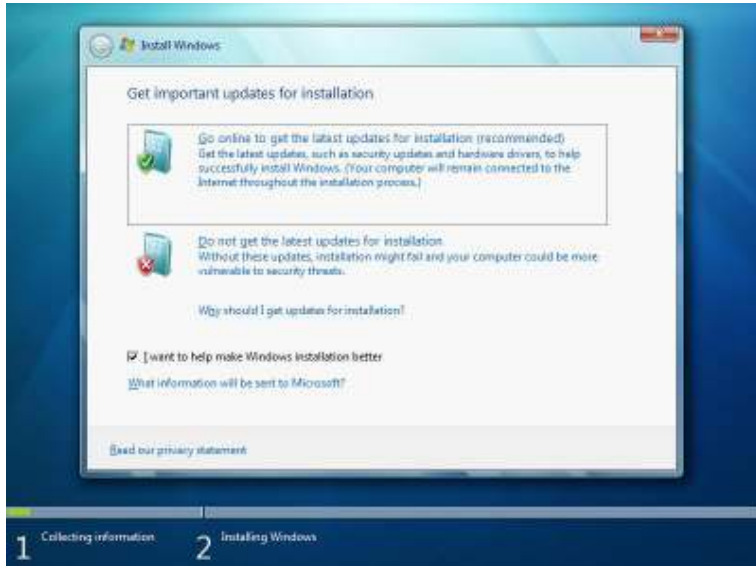 Install Windows
Get important updates for installation
Go online to get the latest updates for installation (recommended)
Get the latest updates, such as security updates and hardware drivers, to help
successfully install Windows. (Your computer will remain connected to the
Internet throughout the installation process.)
Do not get the latest updates for installation
Without these updates, installation might fail and your computer could be more
vulnerable to security threats.
Why should I get updates for installation?
I want to help make Windows installation better
What information will be sent to Microsoft?
Read our privacy statement
1 Collecting information 2 Installing Windows